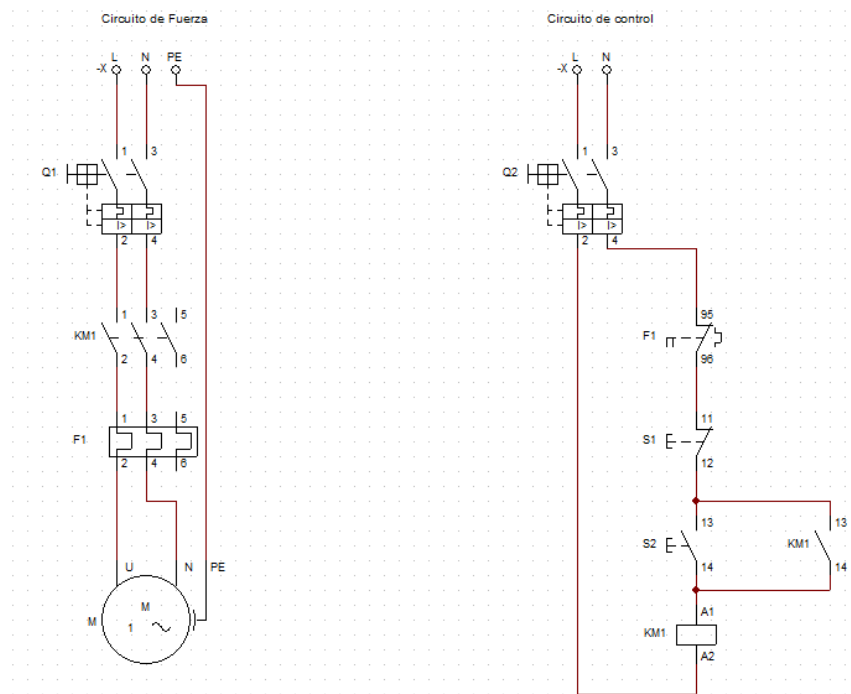 Circuito de Fuerza
Circuito de control
L N PE
-X
L N
-X
1 3
Q1
I> I>
2 4
1 3
Q2
I> I>
2 4
1 3 5
KM1
2 4 6
95
F1
96
1 3 5
F1
2 4 6
11
S1
12
13
S2
14
13
KM1
14
U N PE
M
M
1
A1
KM1
A2